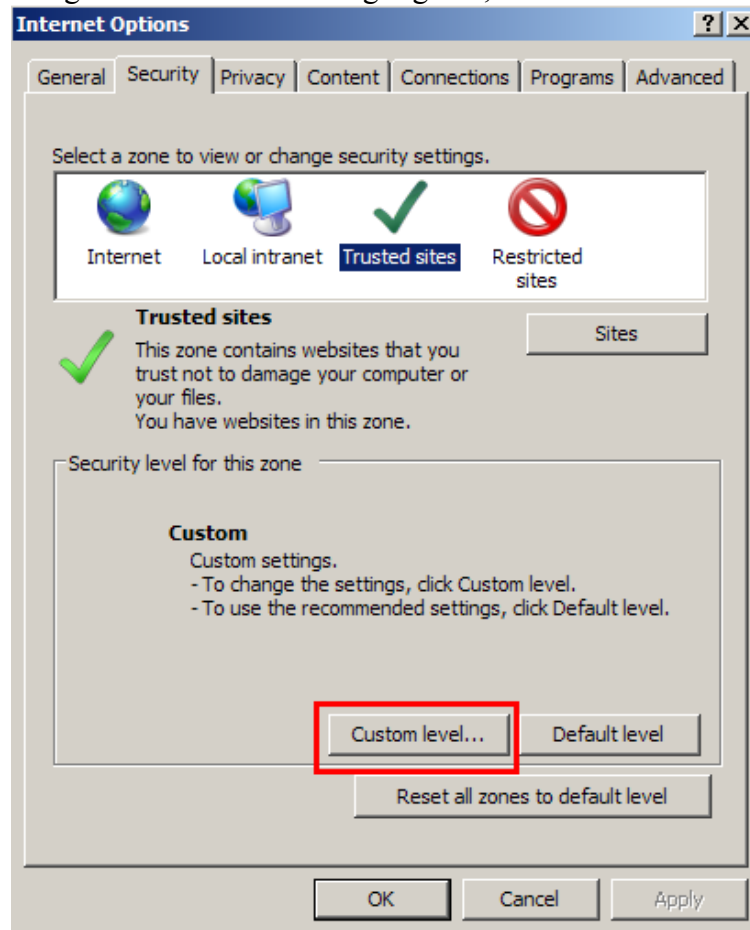 Internet Options
General Security Privacy Content Connections Programs Advanced
Select a zone to view or change security settings.
Internet Local intranet Trusted sites Restricted sites
Trusted sites
Sites
This zone contains websites that you
trust not to damage your computer or
your files.
You have websites in this zone.
Security level for this zone
Custom
Custom settings.
- To change the settings, click Custom level.
- To use the recommended settings, click Default level.
Custom level... Default level
Reset all zones to default level
OK Cancel Apply